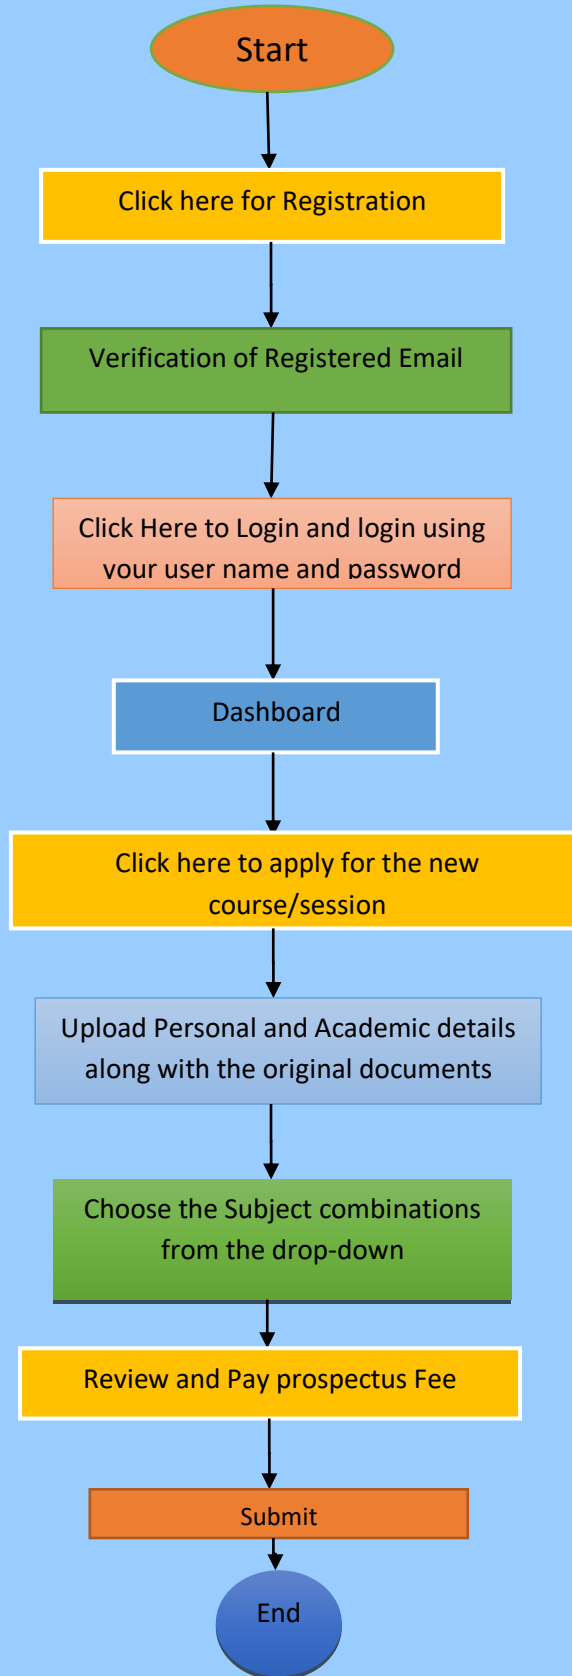 Start
Click here for Registration
Verification of Registered Email
Click Here to Login and login using
your user name and password
Dashboard
Click here to apply for the new
course/session
Upload Personal and Academic details
along with the original documents
Choose the Subject combinations
from the drop-down
Review and Pay prospectus Fee
Submit
End